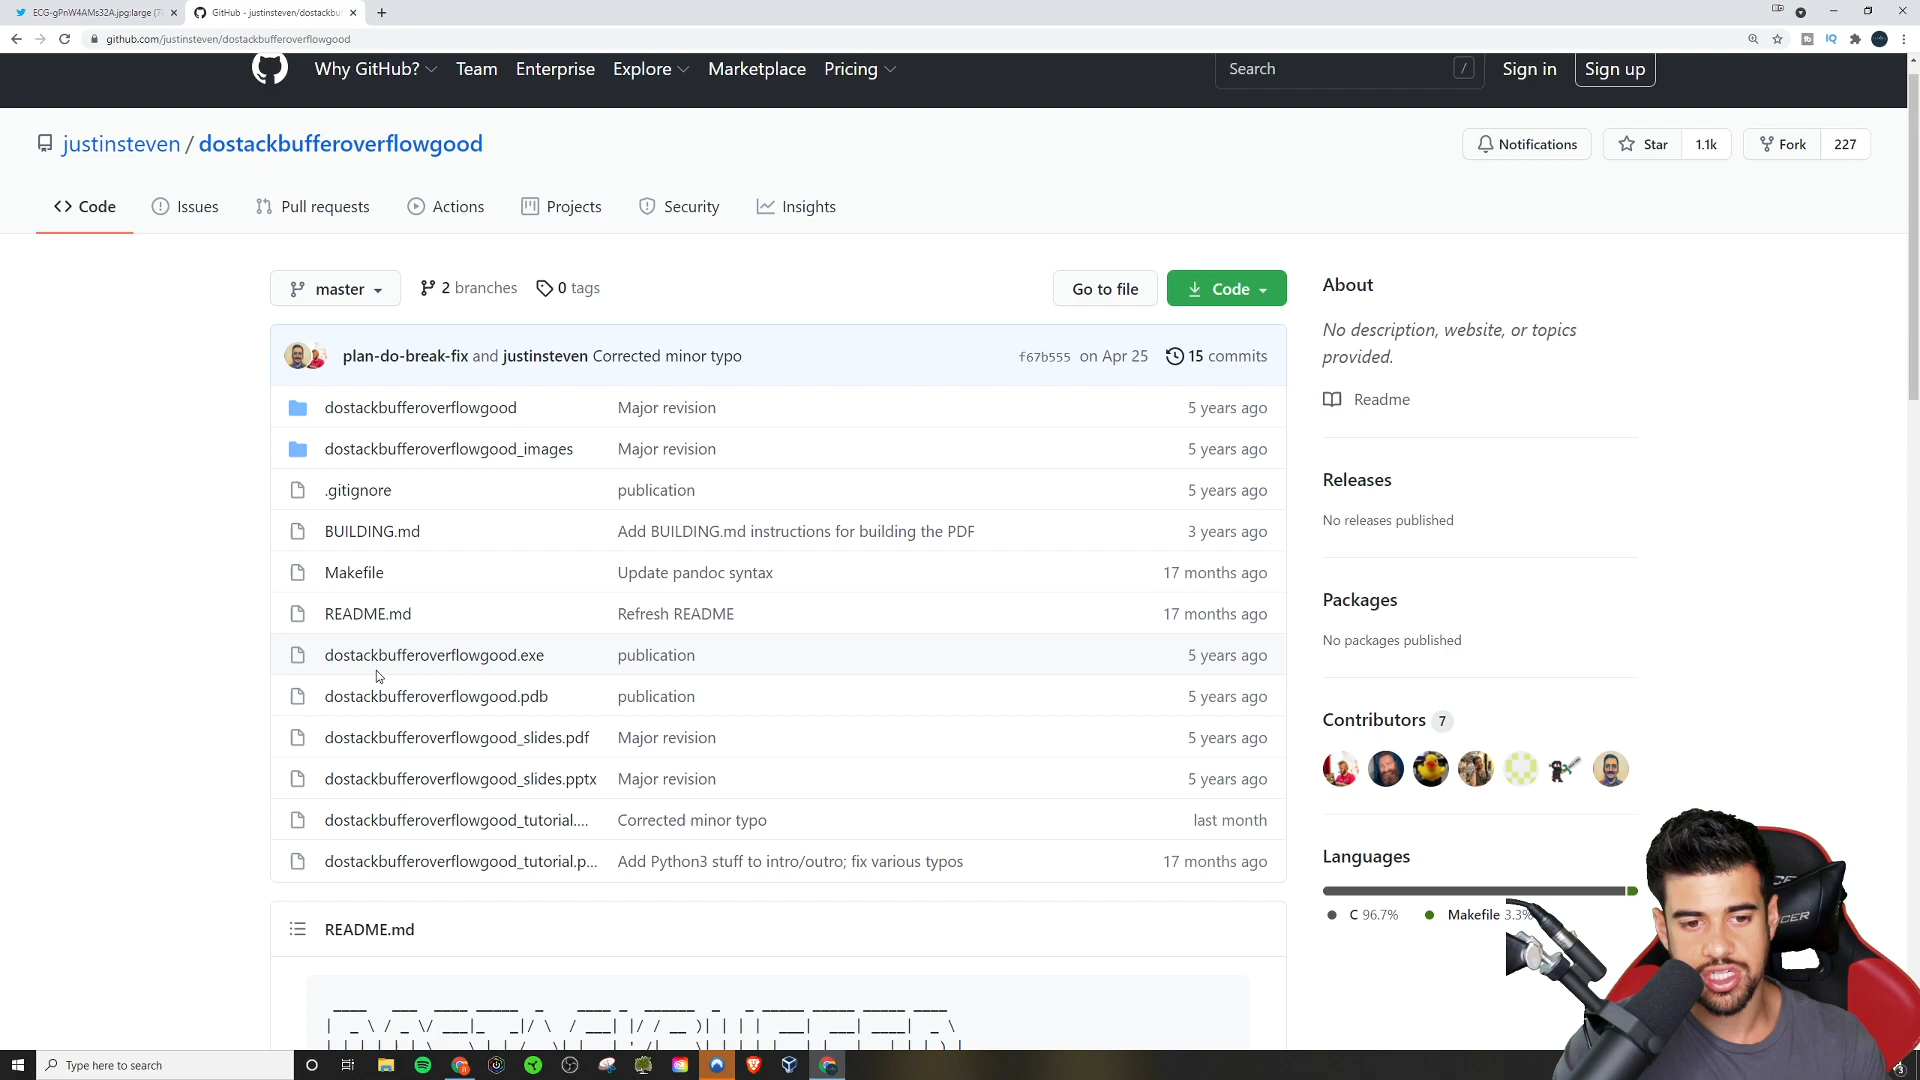 ECG-gPnW4AMs32A.jpg:large (7
GitHub - justinsteven/dostackbu
github.com/justinsteven/dostackbufferoverflowgood
Why GitHub? Team Enterprise Explore Marketplace Pricing Search / Sign in Sign up
justinsteven / dostackbufferoverflowgood
Notifications Star 1.1k Fork 227
Code Issues Pull requests Actions Projects Security Insights
master 2 branches 0 tags Go to file Code
plan-do-break-fix and justinsteven Corrected minor typo f67b555 on Apr 25 15 commits
dostackbufferoverflowgood Major revision 5 years ago
dostackbufferoverflowgood_images Major revision 5 years ago
.gitignore publication 5 years ago
BUILDING.md Add BUILDING.md instructions for building the PDF 3 years ago
Makefile Update pandoc syntax 17 months ago
README.md Refresh README 17 months ago
dostackbufferoverflowgood.exe publication 5 years ago
dostackbufferoverflowgood.pdb publication 5 years ago
dostackbufferoverflowgood_slides.pdf Major revision 5 years ago
dostackbufferoverflowgood_slides.pptx Major revision 5 years ago
dostackbufferoverflowgood_tutorial.... Corrected minor typo last month
dostackbufferoverflowgood_tutorial.p... Add Python3 stuff to intro/outro; fix various typos 17 months ago
README.md
About
No description, website, or topics
provided.
Readme
Releases
No releases published
Packages
No packages published
Contributors 7
Languages
C 96.7% Makefile 3.3%
Type here to search